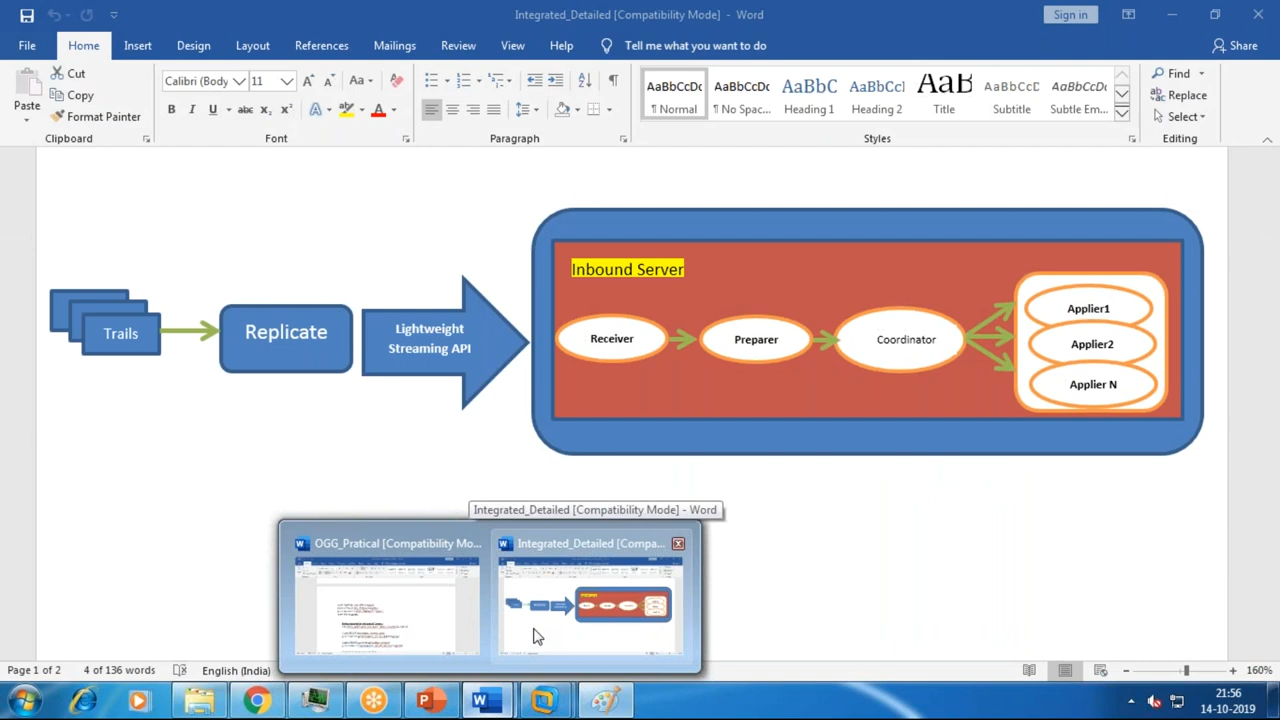 Integrated_Detailed [Compatibility Mode] - Word
Sign in
File Home Insert Design Layout References Mailings Review View Help Tell me what you want to do Share
Paste
Cut
Copy
Format Painter
Clipboard
Calibri (Body 11
Font
Paragraph
AaBbCcDc AaBbCcDc AaBbC AaBbCcI AaB AaBbCcD AaBbCcD
¶ Normal ¶ No Spac... Heading 1 Heading 2 Title Subtitle Subtle Em...
Styles
Find
Replace
Select
Editing
Inbound Server
Trails
Replicate
Lightweight
Streaming API
Receiver
Preparer
Coordinator
Applier1
Applier2
Applier N
Integrated_Detailed [Compatibility Mode] - Word
OGG_Pratical [Compatibility Mo...
Integrated_Detailed [Compa...
Page 1 of 2 4 of 136 words English (India) 160%
21:56
14-10-2019